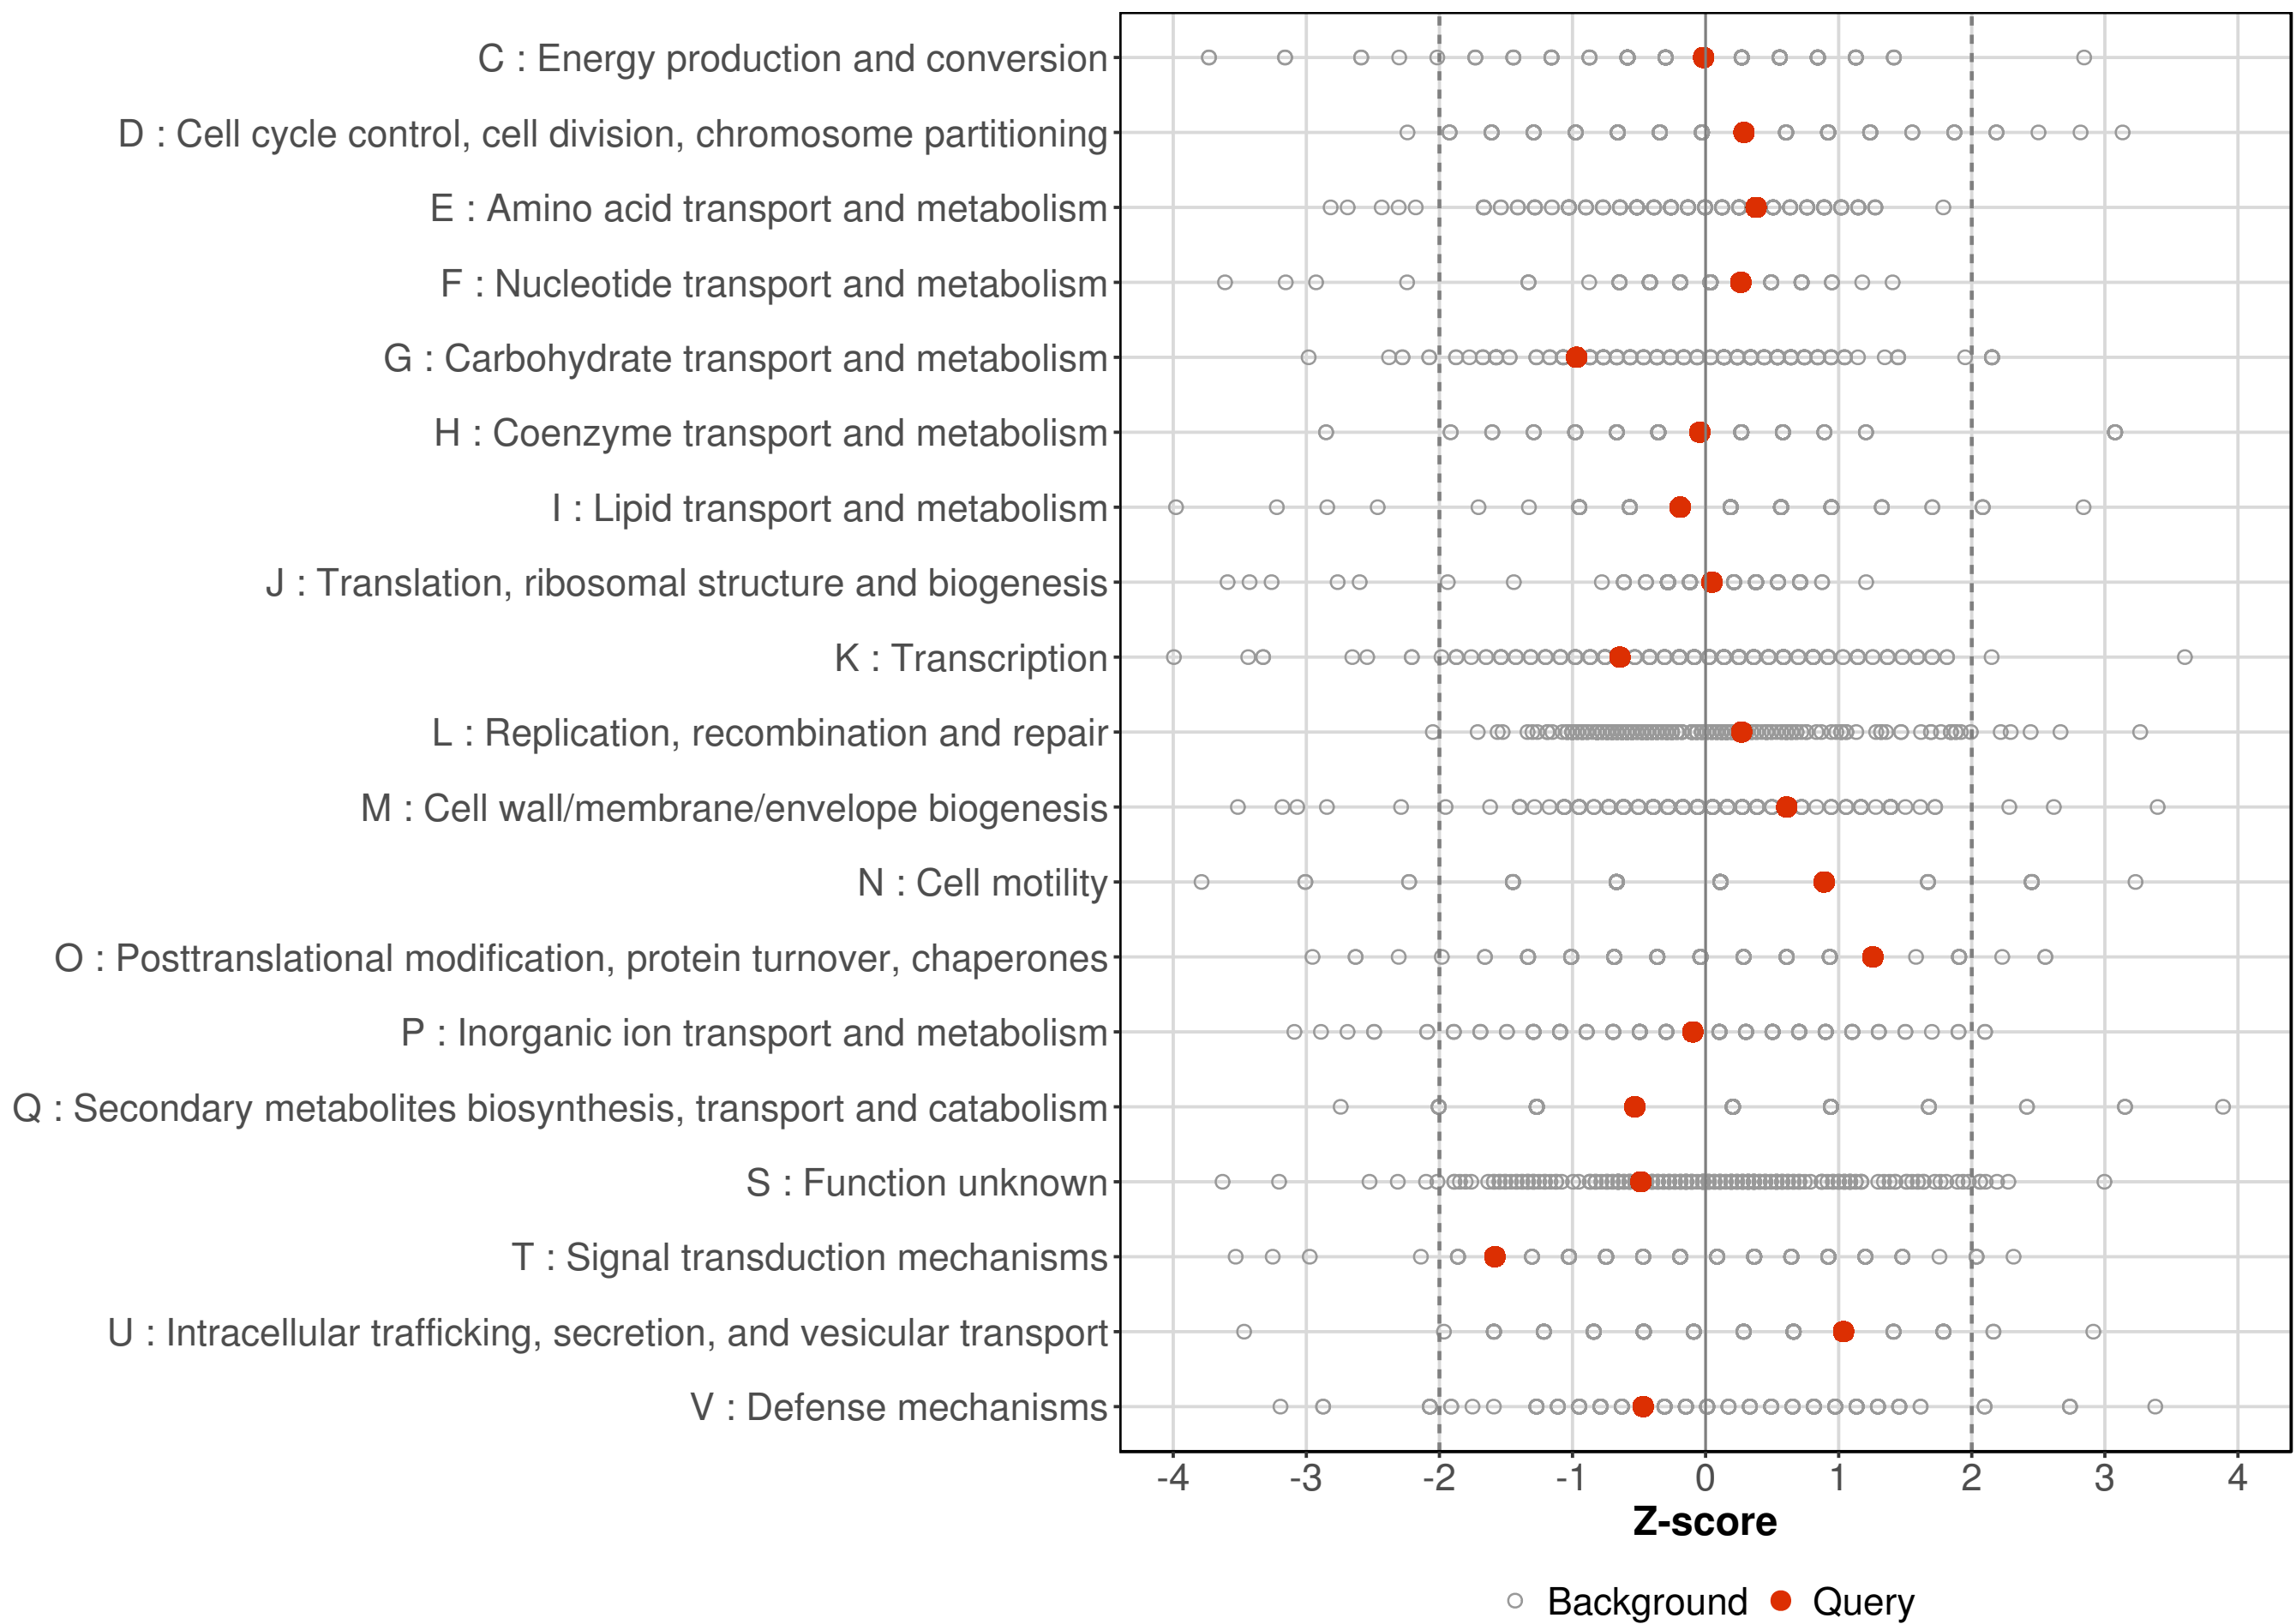 C : Energy production and conversion
D : Cell cycle control, cell division, chromosome partitioning
E : Amino acid transport and metabolism
F : Nucleotide transport and metabolism
G : Carbohydrate transport and metabolism
H : Coenzyme transport and metabolism
I : Lipid transport and metabolism
J : Translation, ribosomal structure and biogenesis
K : Transcription
L : Replication, recombination and repair
M : Cell wall/membrane/envelope biogenesis
N : Cell motility
O : Posttranslational modification, protein turnover, chaperones
P : Inorganic ion transport and metabolism
Q : Secondary metabolites biosynthesis, transport and catabolism
S : Function unknown
T : Signal transduction mechanisms
U : Intracellular trafficking, secretion, and vesicular transport
V : Defense mechanisms
-4 -3 -2 -1 0 1 2 3 4
Z-score
Background Query